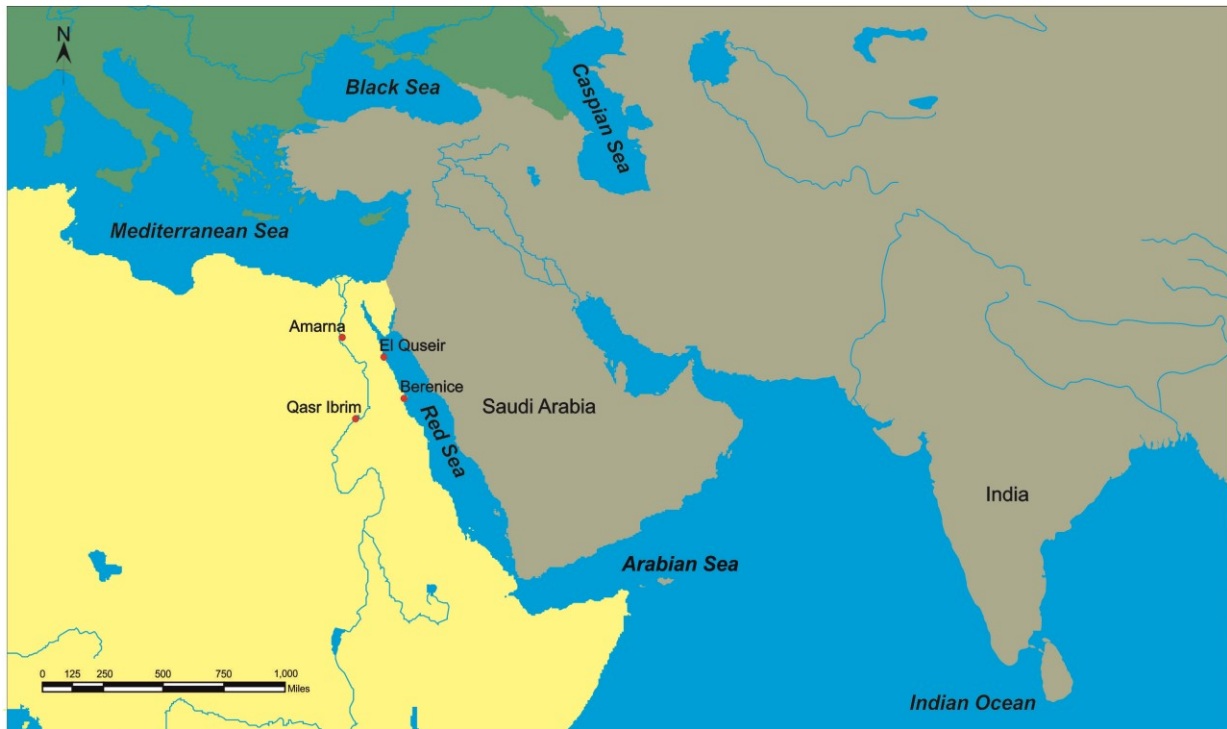 N
Black Sea
Caspian Sea
Mediterranean Sea
Amarna
El Quseir
Berenice
Qasr Ibrim
Red Sea
Saudi Arabia
India
Arabian Sea
0 125 250 500 750 1,000
Miles
Indian Ocean